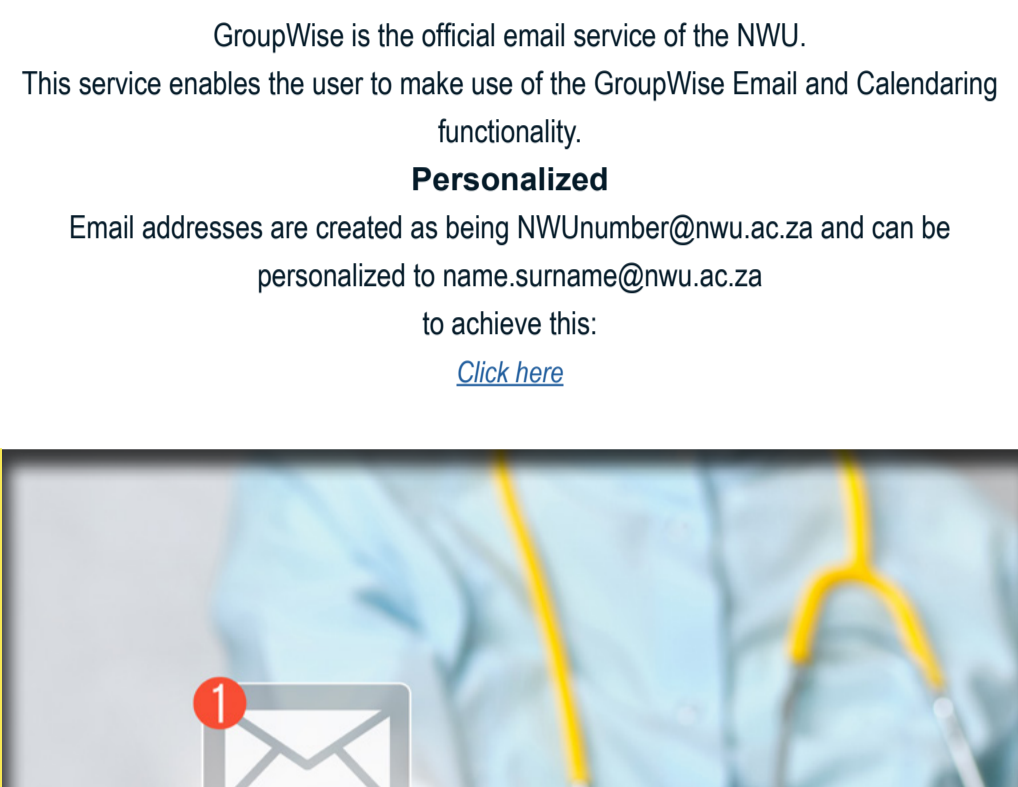 GroupWise is the official email service of the NWU.
This service enables the user to make use of the GroupWise Email and Calendaring
functionality.
Personalized
Email addresses are created as being NWUnumber@nwu.ac.za and can be
personalized to name.surname@nwu.ac.za
to achieve this:
Click here
1